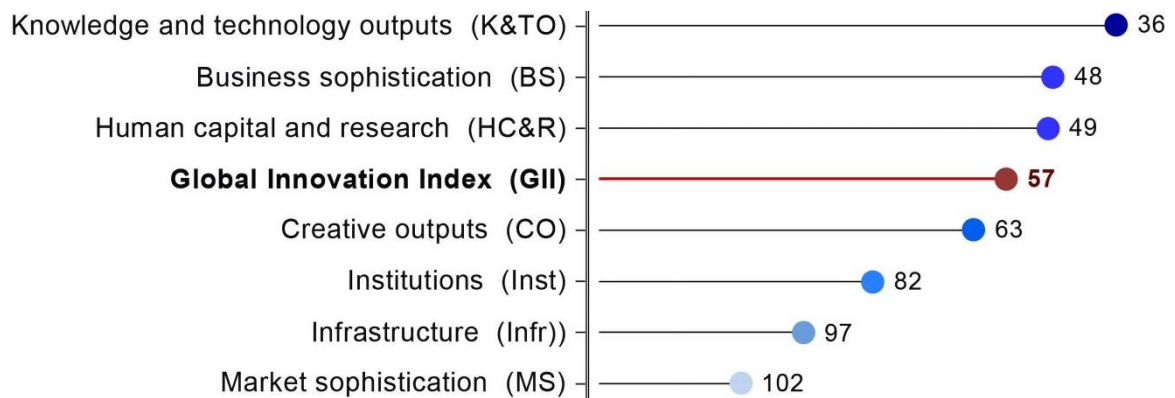 Knowledge and technology outputs (K&TO) 36
Business sophistication (BS) 48
Human capital and research (HC&R) 49
Global Innovation Index (GII) 57
Creative outputs (CO) 63
Institutions (Inst) 82
Infrastructure (Infr)) 97
Market sophistication (MS) 102